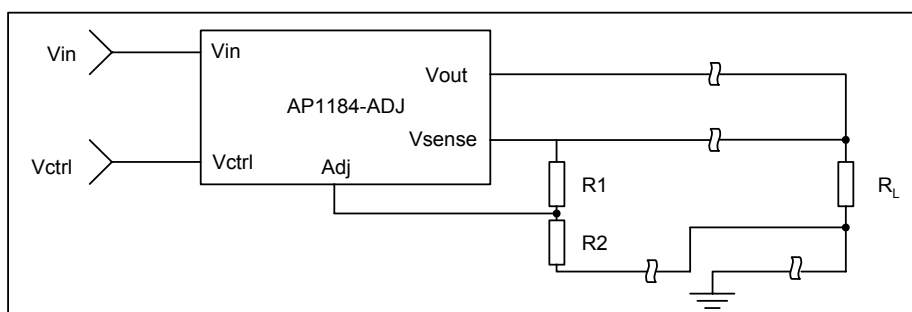 Vin
Vin
Vout
AP1184-ADJ
Vsense
Vctrl
Vctrl
Adj
R1
R2
RL